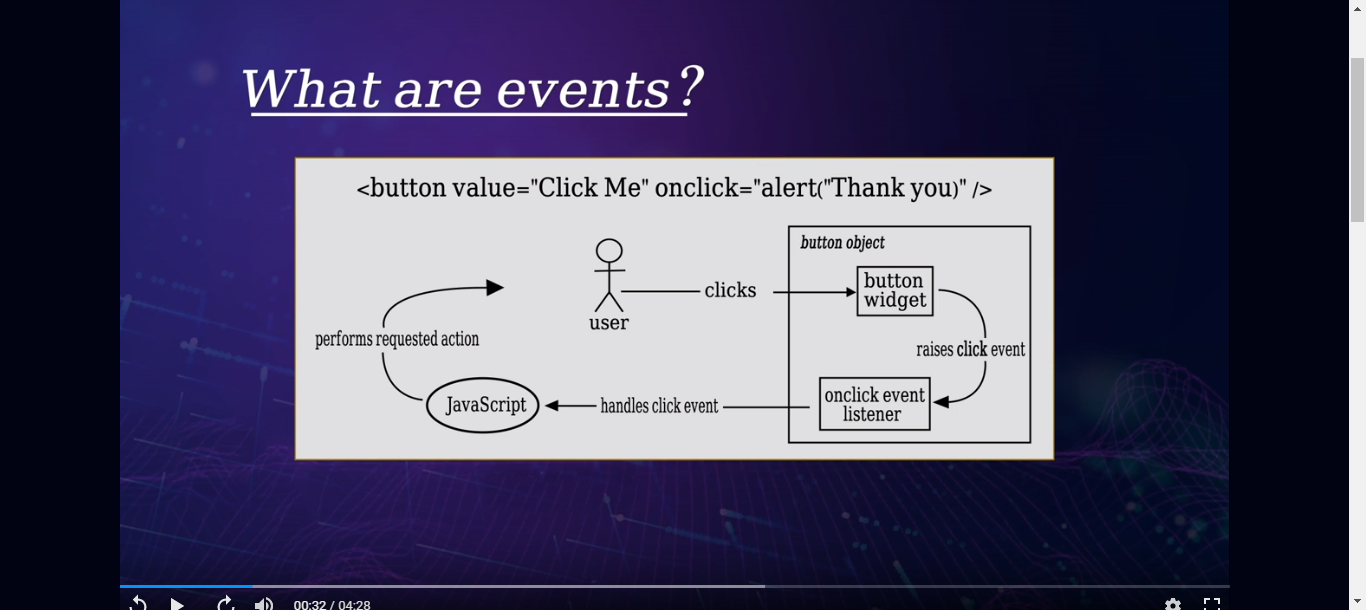 What are events?
<button value="Click Me" onclick="alert("Thank you)" />
button object
button
widget
clicks
user
raises click event
performs requested action
onclick event
listener
handles click event
JavaScript
00:32 / 04:28